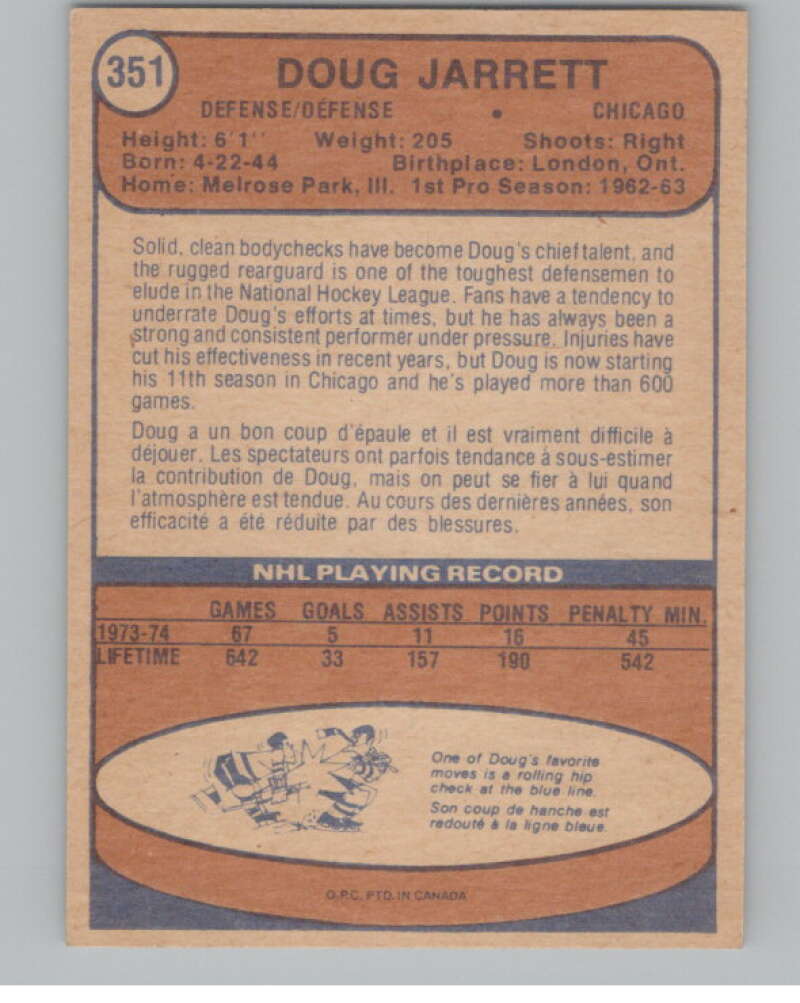 351
DOUG JARRETT
DEFENSE/DÉFENSE • CHICAGO
Height: 6'1'' Weight: 205 Shoots: Right
Born: 4-22-44 Birthplace: London, Ont.
Home: Melrose Park, Ill. 1st Pro Season: 1962-63
Solid, clean bodychecks have become Doug's chief talent, and
the rugged rearguard is one of the toughest defensemen to
elude in the National Hockey League. Fans have a tendency to
underrate Doug's efforts at times, but he has always been a
strong and consistent performer under pressure. Injuries have
cut his effectiveness in recent years, but Doug is now starting
his 11th season in Chicago and he's played more than 600
games.
Doug a un bon coup d'épaule et il est vraiment difficile à
déjouer. Les spectateurs ont parfois tendance à sous-estimer
la contribution de Doug, mais on peut se fier à lui quand
l'atmosphère est tendue. Au cours des dernières années, son
efficacité a été réduite par des blessures.
NHL PLAYING RECORD
GAMES GOALS ASSISTS POINTS PENALTY MIN.
1973-74 67 5 11 16 45
LIFETIME 642 33 157 190 542
One of Doug's favorite
moves is a rolling hip
check at the blue line.
Son coup de hanche est
redouté à la ligne bleue.
O.P.C. PTD. IN CANADA